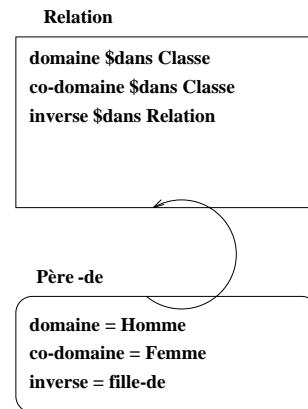 Relation
domaine $dans Classe
co-domaine $dans Classe
inverse $dans Relation
Père -de
domaine = Homme
co-domaine = Femme
inverse = fille-de